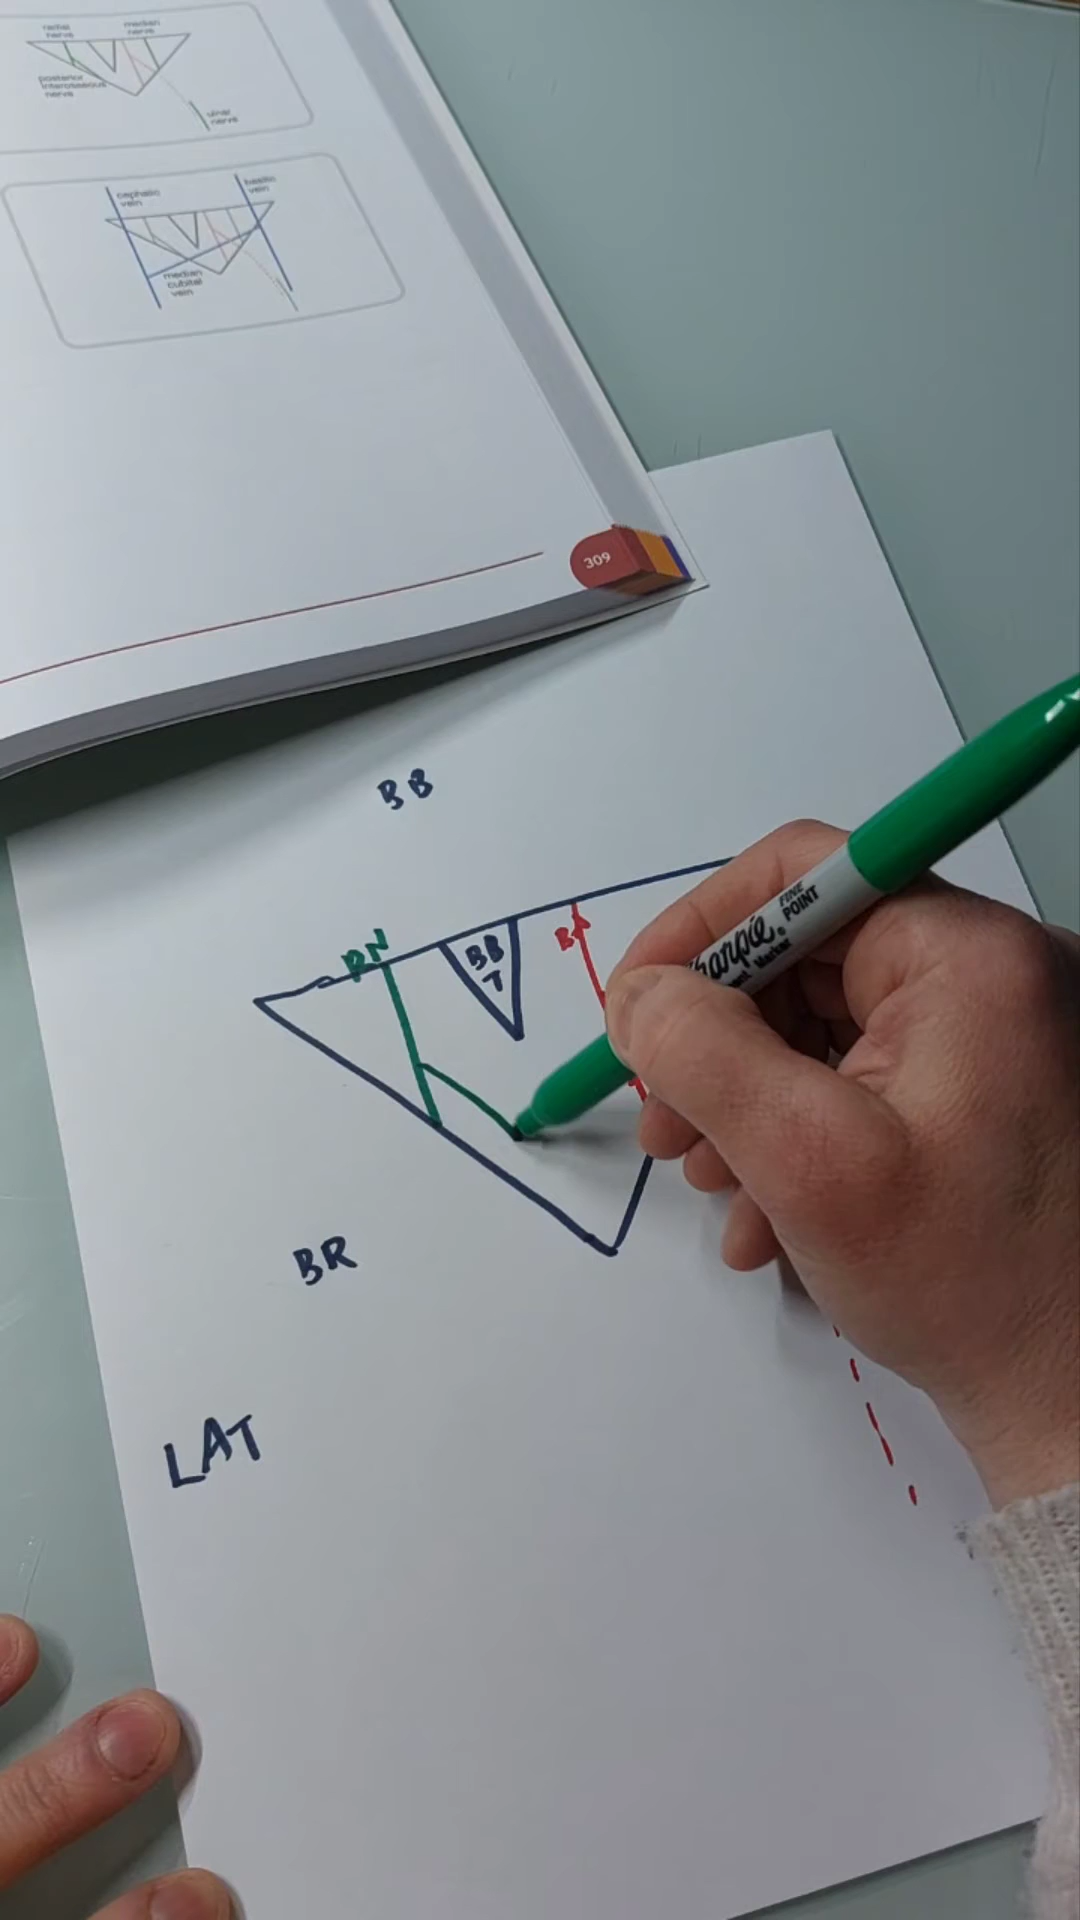 radial
nerve
median
nerve
posterior
interosseous
nerve
ulnar
nerve
cephalic
vein
basilic
vein
median
cubital
vein
309
BB
RN
BB
T
BA
BR
LAT
Sharpie
FINE
POINT